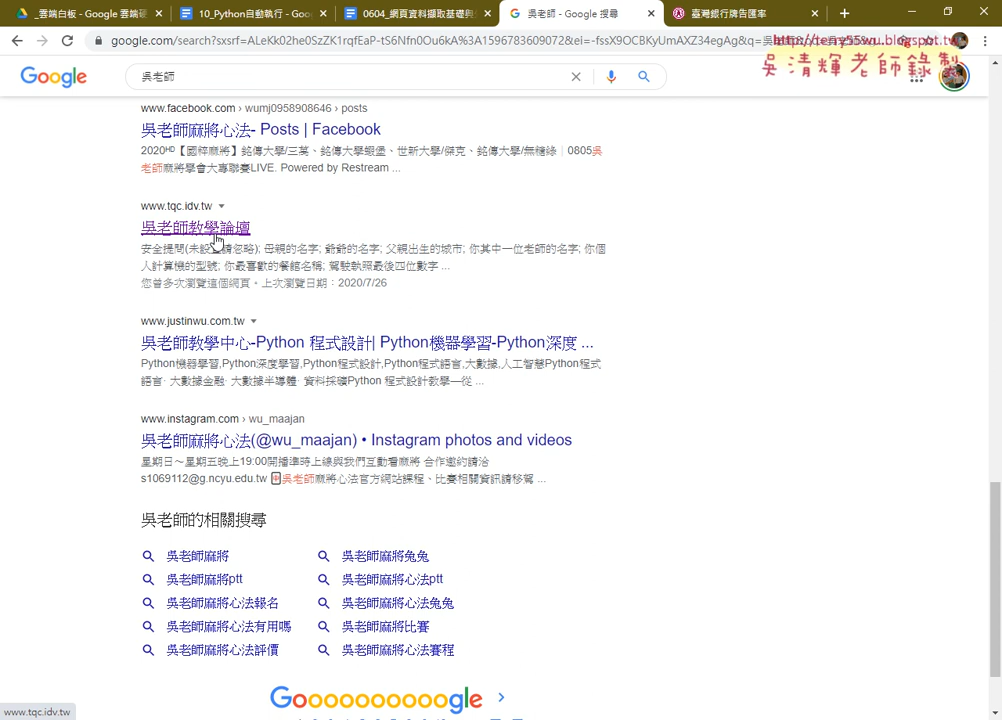 _雲端白板 - Google 雲端硬
10_Python自動執行 - Goo
0604_網頁資料擷取基礎與
吳老師 - Google 搜尋
臺灣銀行牌告匯率
google.com/search?sxsrf=ALeKk02he0SzZK1rqfEaP-tS6Nfn0Ou6kA%3A1596783609072&ei=-fssX9OCBKyUmAXZ34egAg&q=
http://terry55wu.blogspot.tw
吳清輝老師錄製
Google
吳老師
www.facebook.com › wumj0958908646 › posts
吳老師麻將心法- Posts | Facebook
2020ᴴᴰ【國粹麻將】銘傳大學/三英、銘傳大學蝦堡、世新大學/傑克、銘傳大學/無糖綠｜0805吳
老師麻將學會大專聯賽LIVE. Powered by Restream ...
www.tqc.idv.tw
吳老師教學論壇
安全提問(未設定請忽略); 母親的名字; 爺爺的名字; 父親出生的城市; 你其中一位老師的名字; 你個
人計算機的型號; 你最喜歡的餐館名稱; 駕駛執照最後四位數字 ...
您曾多次瀏覽這個網頁。上次瀏覽日期：2020/7/26
www.justinwu.com.tw
吳老師教學中心-Python 程式設計| Python機器學習-Python深度 ...
Python機器學習,Python深度學習,Python程式設計,Python程式語言,大數據,人工智慧Python程式
語言· 大數據金融· 大數據半導體· 資料採礦Python 程式設計教學—從 ...
www.instagram.com › wu_maajan
吳老師麻將心法(@wu_maajan) • Instagram photos and videos
星期日～星期五晚上19:00開播準時上線與我們互動看麻將 合作邀約請洽
s1069112@g.ncyu.edu.tw 🀄吳老師麻將心法官方網站課程、比賽相關資訊請移駕 ...
吳老師的相關搜尋
吳老師麻將
吳老師麻將兔兔
吳老師麻將ptt
吳老師麻將心法ptt
吳老師麻將心法報名
吳老師麻將心法兔兔
吳老師麻將心法有用嗎
吳老師麻將比賽
吳老師麻將心法評價
吳老師麻將心法賽程
Goooooooooogle
www.tqc.idv.tw